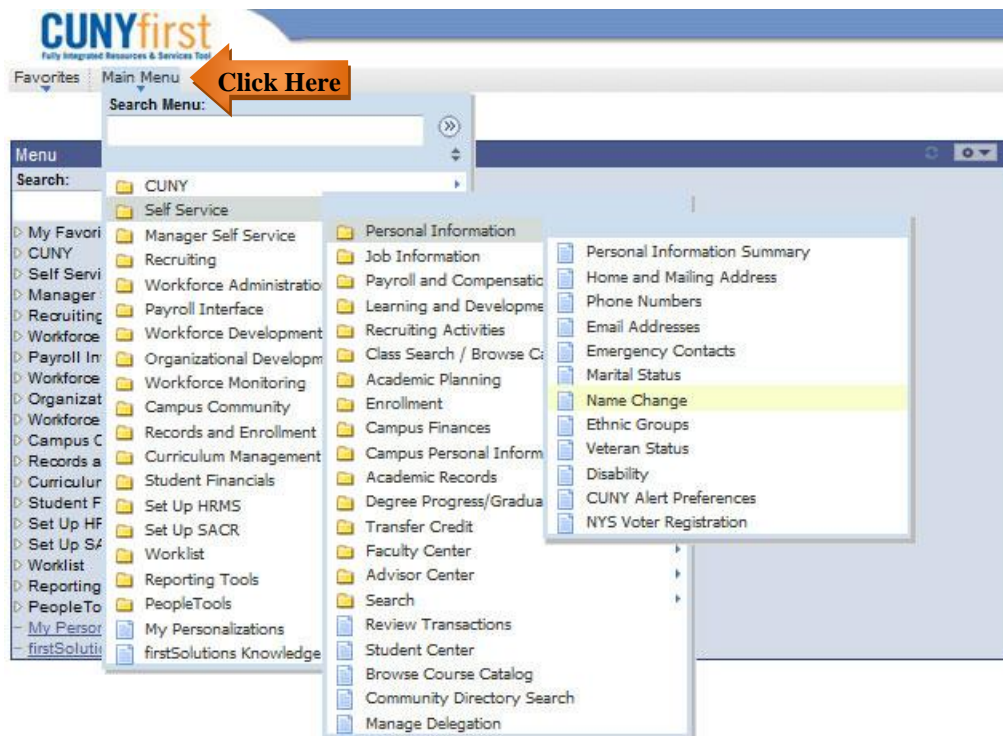 CUNYfirst
Fully Integrated Resources & Services Tool
Favorites
Main Menu
Click Here
Search Menu:
Menu
Search:
My Favori
CUNY
Self Servi
Manager
Recruiting
Workforce
Payroll In
Workforce
Organizat
Workforce
Campus C
Records a
Curriculur
Student F
Set Up HF
Set Up SA
Worklist
Reporting
PeopleTo
My Person
firstSoluti
CUNY
Self Service
Manager Self Service
Recruiting
Workforce Administratio
Payroll Interface
Workforce Development
Organizational Developm
Workforce Monitoring
Campus Community
Records and Enrollment
Curriculum Management
Student Financials
Set Up HRMS
Set Up SACR
Worklist
Reporting Tools
PeopleTools
My Personalizations
firstSolutions Knowledge
Personal Information
Job Information
Payroll and Compensatio
Learning and Developme
Recruiting Activities
Class Search / Browse Ca
Academic Planning
Enrollment
Campus Finances
Campus Personal Inform
Academic Records
Degree Progress/Gradua
Transfer Credit
Faculty Center
Advisor Center
Search
Review Transactions
Student Center
Browse Course Catalog
Community Directory Search
Manage Delegation
Personal Information Summary
Home and Mailing Address
Phone Numbers
Email Addresses
Emergency Contacts
Marital Status
Name Change
Ethnic Groups
Veteran Status
Disability
CUNY Alert Preferences
NYS Voter Registration